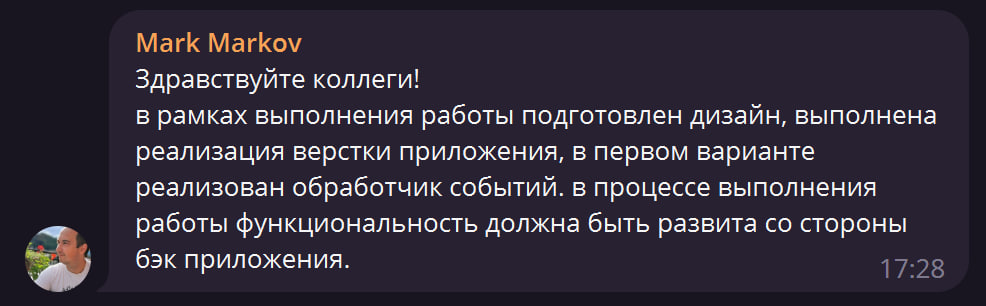 Mark Markov
Здравствуйте коллеги!
в рамках выполнения работы подготовлен дизайн, выполнена
реализация верстки приложения, в первом варианте
реализован обработчик событий. в процессе выполнения
работы функциональность должна быть развита со стороны
бэк приложения.
17:28